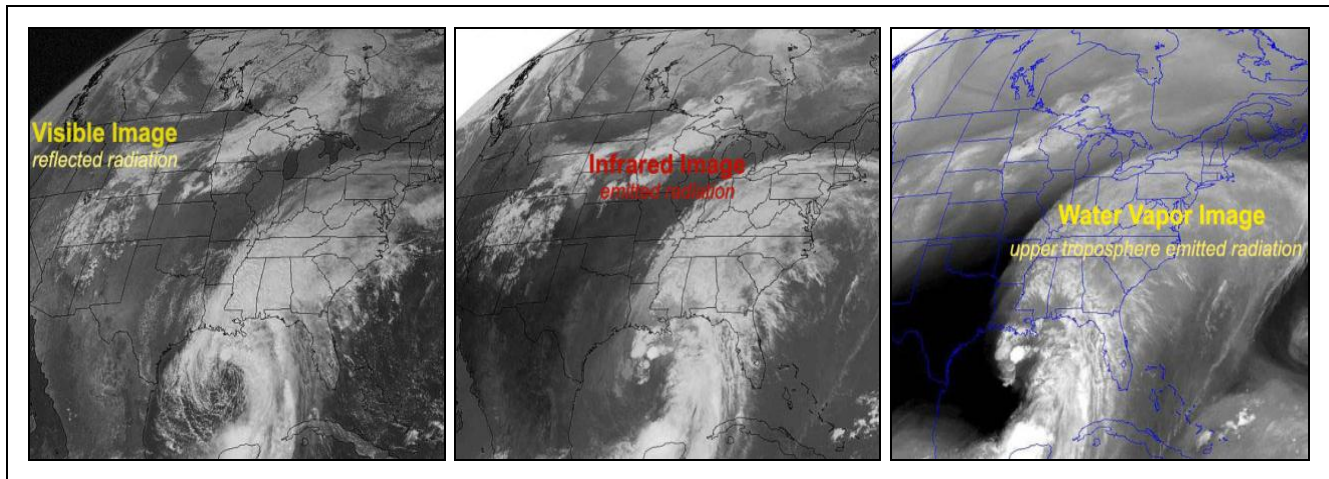 Visible Image
reflected radiation
Infrared Image
emitted radiation
Water Vapor Image
upper troposphere emitted radiation